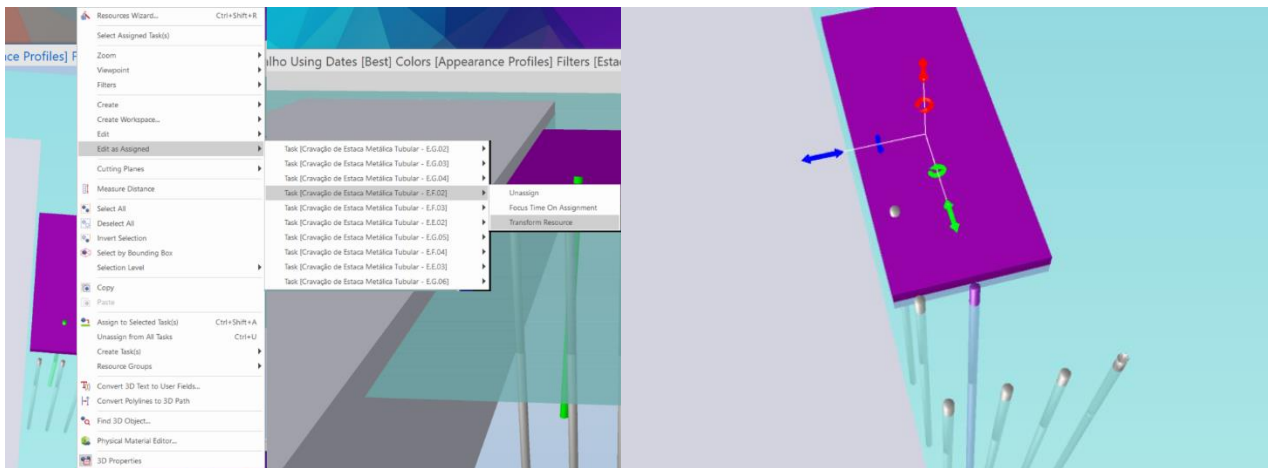 Resources Wizard... Ctrl+Shift+R
Select Assigned Task(s)
Zoom
Viewpoint
Filters
Create
Create Workspace...
Edit
Edit as Assigned
Cutting Planes
Measure Distance
Select All
Deselect All
Invert Selection
Select by Bounding Box
Selection Level
Copy
Paste
Assign to Selected Task(s) Ctrl+Shift+A
Unassign from All Tasks Ctrl+U
Create Task(s)
Resource Groups
Convert 3D Text to User Fields...
Convert Polylines to 3D Path
Find 3D Object...
Physical Material Editor...
3D Properties
nce Profiles] F
alho Using Dates [Best] Colors [Appearance Profiles] Filters [Esta
Task [Cravação de Estaca Metálica Tubular - E.G.02]
Task [Cravação de Estaca Metálica Tubular - E.G.03]
Task [Cravação de Estaca Metálica Tubular - E.G.04]
Task [Cravação de Estaca Metálica Tubular - E.F.02]
Task [Cravação de Estaca Metálica Tubular - E.F.03]
Task [Cravação de Estaca Metálica Tubular - E.E.02]
Task [Cravação de Estaca Metálica Tubular - E.G.05]
Task [Cravação de Estaca Metálica Tubular - E.F.04]
Task [Cravação de Estaca Metálica Tubular - E.E.03]
Task [Cravação de Estaca Metálica Tubular - E.G.06]
Unassign
Focus Time On Assignment
Transform Resource